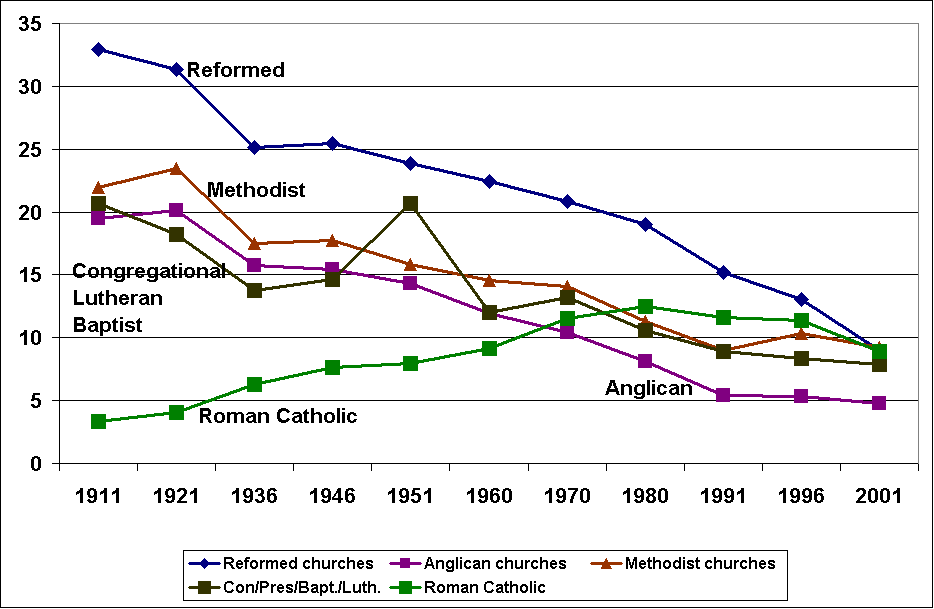 35
30
25
20
15
10
5
0
Reformed
Methodist
Congregational
Lutheran
Baptist
Roman Catholic
Anglican
1911 1921 1936 1946 1951 1960 1970 1980 1991 1996 2001
Reformed churches Anglican churches Methodist churches
Con/Pres/Bapt./Luth. Roman Catholic